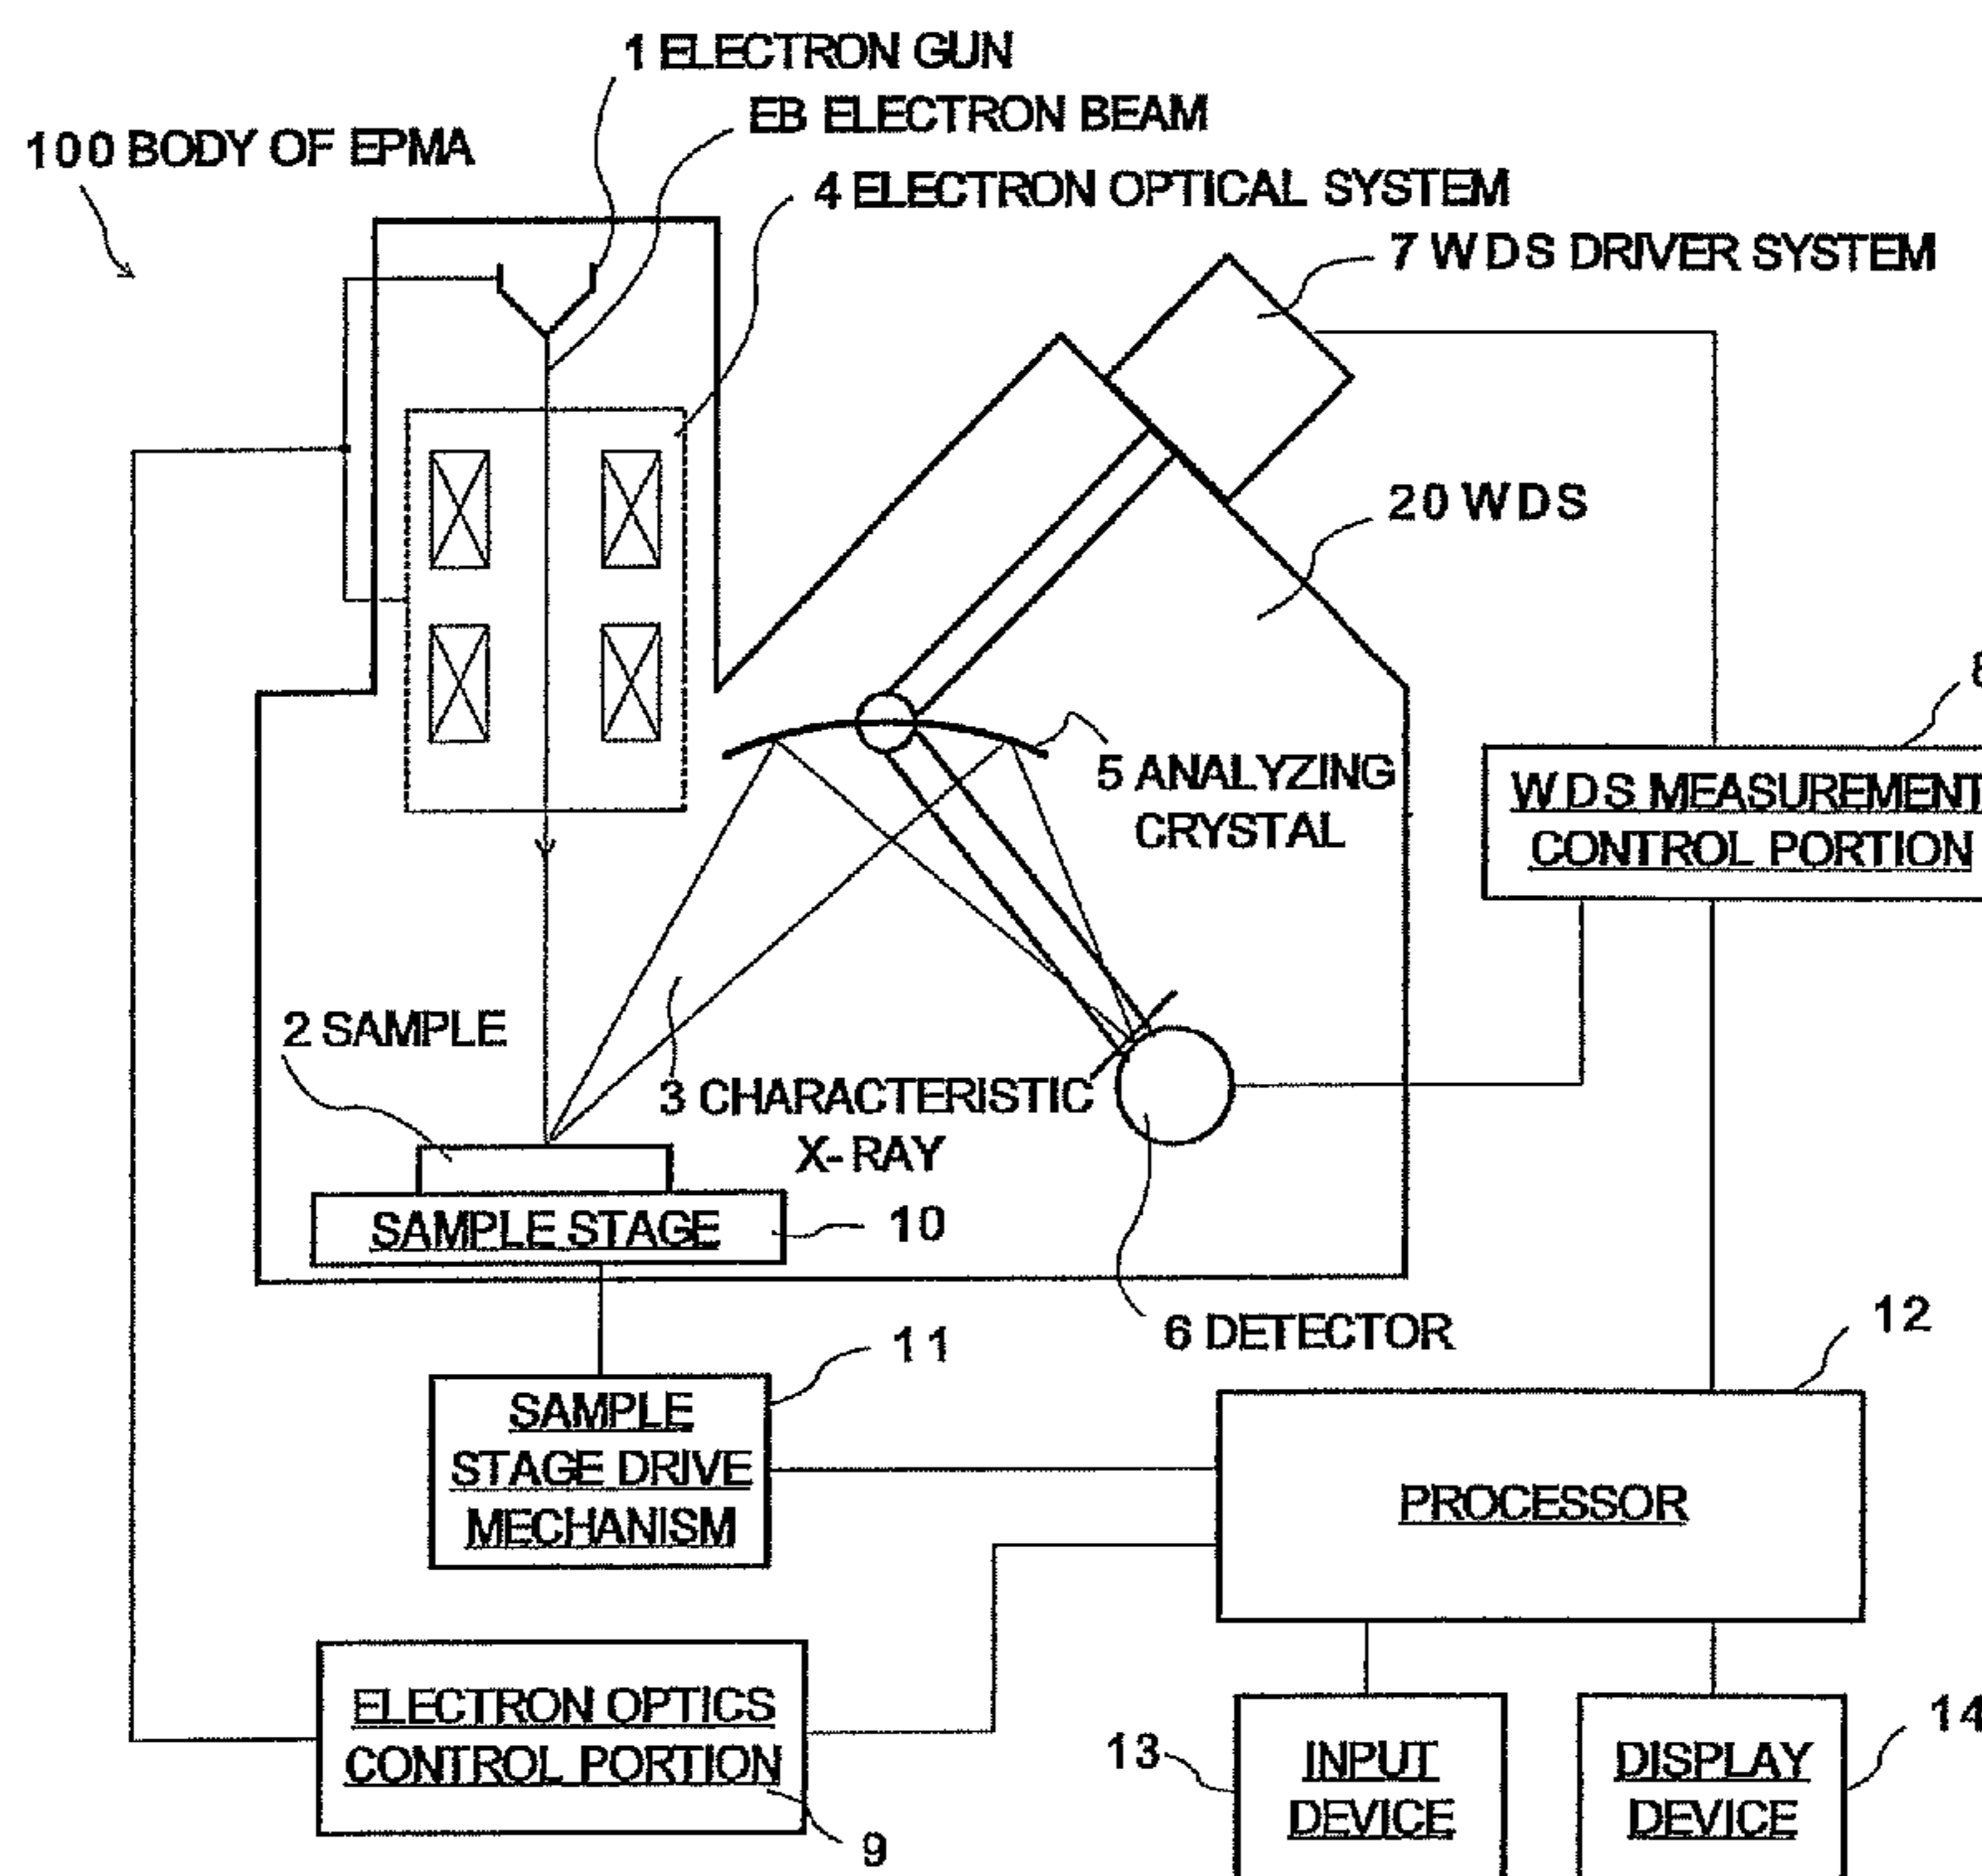 1 ELECTRON GUN
EB ELECTRON BEAM
100 BODY OF EPMA
4 ELECTRON OPTICAL SYSTEM
7 WDS DRIVER SYSTEM
20 WDS
8
5 ANALYZING
CRYSTAL
WDS MEASUREMENT
CONTROL PORTION
2 SAMPLE
3 CHARACTERISTIC
X-RAY
SAMPLE STAGE
10
6 DETECTOR
11
12
SAMPLE
STAGE DRIVE
MECHANISM
PROCESSOR
ELECTRON OPTICS
CONTROL PORTION
9
13
INPUT
DEVICE
DISPLAY
DEVICE
14